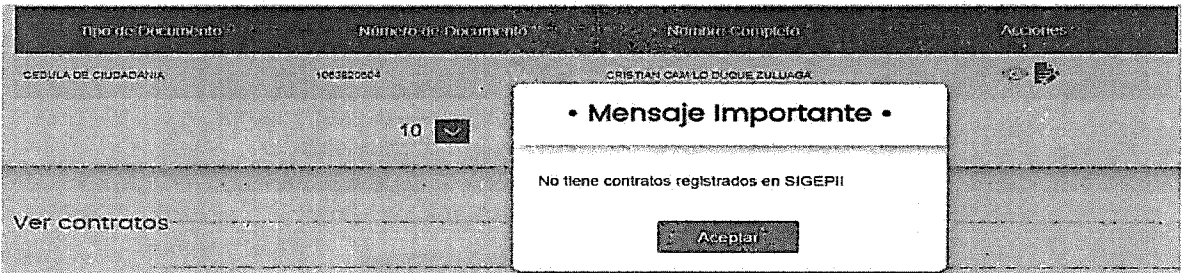 Tipo de Documento Número de Documento Nombre Completo Acciones
CEDULA DE CIUDADANIA 1063820604 CRISTIAN CAMILO DUQUE ZULUAGA
10
• Mensaje Importante •
No tiene contratos registrados en SIGEPII
Ver contratos
Aceptar